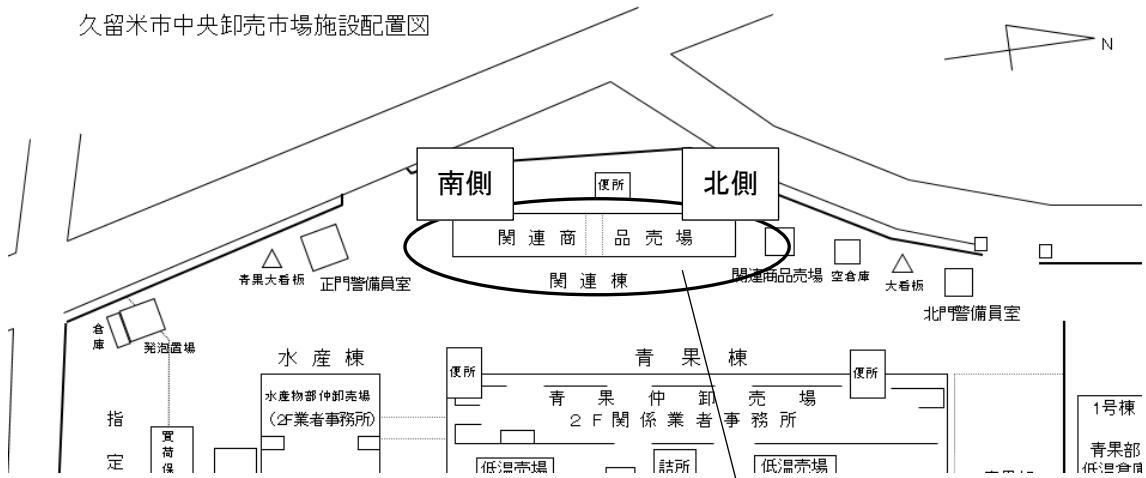 久留米市中央卸売市場施設配置図
N
南側
便所
北側
関連商品売場
関連棟
青果大看板
正門警備員室
関連商品売場
空倉庫
大看板
北門警備員室
倉庫
発泡置場
水産棟
青果棟
便所
便所
水産物部仲卸売場
(2F業者事務所)
青果仲卸売場
2F関係業者事務所
指定
買荷保
低温売場
詰所
低温売場
1号棟
青果部
低温倉庫